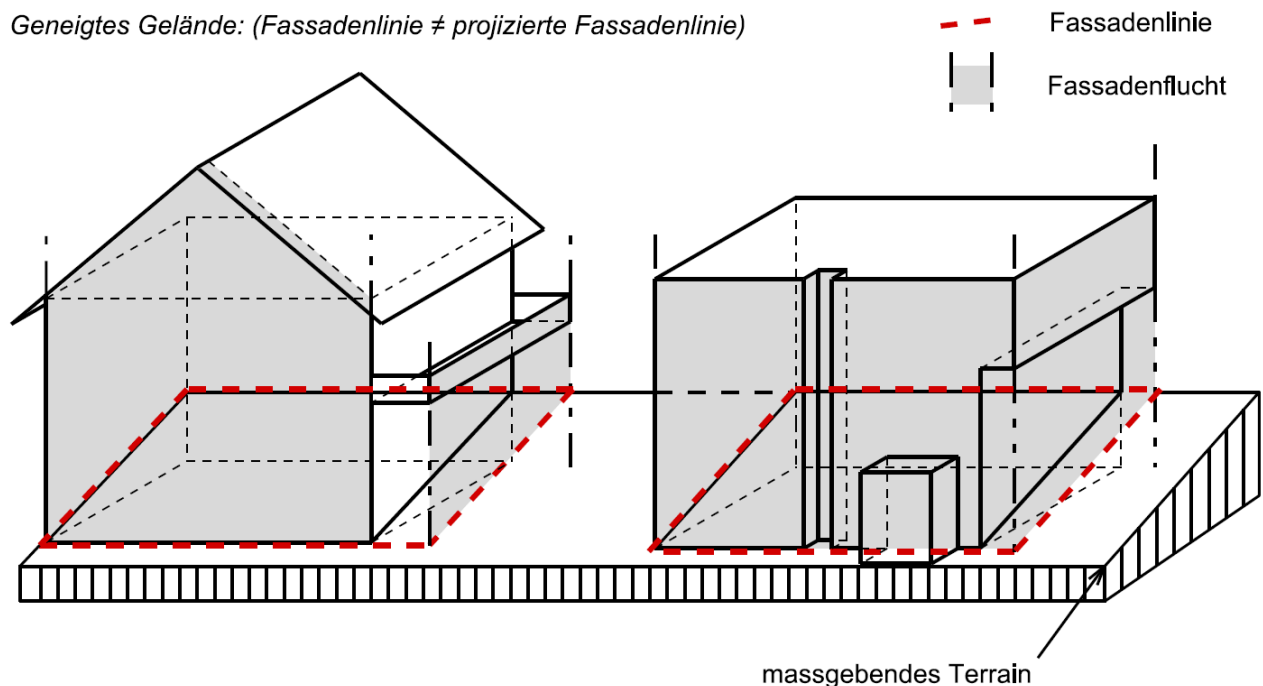 Geneigtes Gelände: (Fassadenlinie ≠ projizierte Fassadenlinie)
Fassadenlinie
Fassadenflucht
massgebendes Terrain